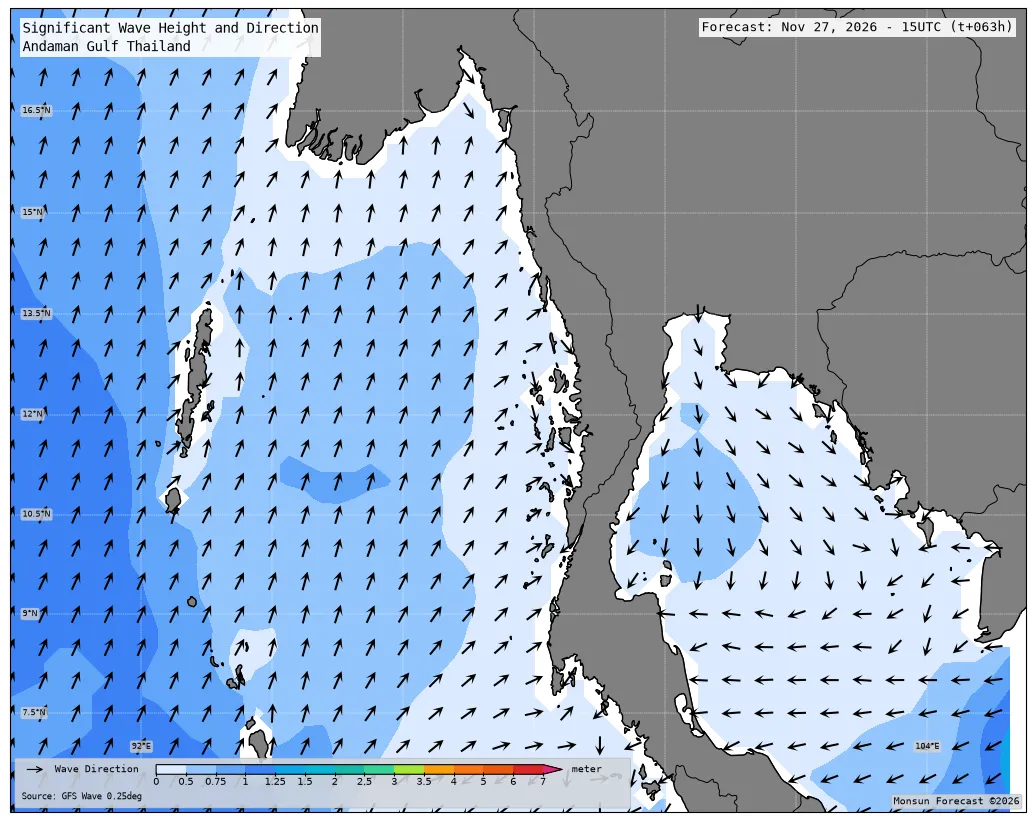 Significant Wave Height and Direction
Andaman Gulf Thailand
Forecast: Nov 27, 2026 - 15UTC (t+063h)
16.5°N
15°N
13.5°N
12°N
10.5°N
9°N
7.5°N
92°E
104°E
Wave Direction
0.5 0.75 1 1.25 1.5 2 2.5 3 3.5 4 5 6 7
meter
Source: GFS Wave 0.25deg
Monsun Forecast ©2026